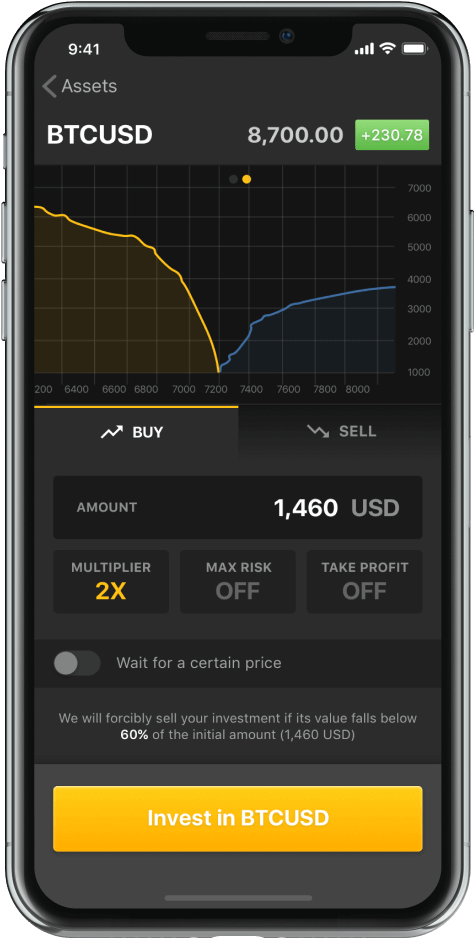 9:41
Assets
BTCUSD 8,700.00 +230.78
7000
6000
5000
4000
3000
2000
1000
200 6400 6600 6800 7000 7200 7400 7600 7800 8000
BUY SELL
AMOUNT 1,460 USD
MULTIPLIER MAX RISK TAKE PROFIT
2X OFF OFF
Wait for a certain price
We will forcibly sell your investment if its value falls below
60% of the initial amount (1,460 USD)
Invest in BTCUSD